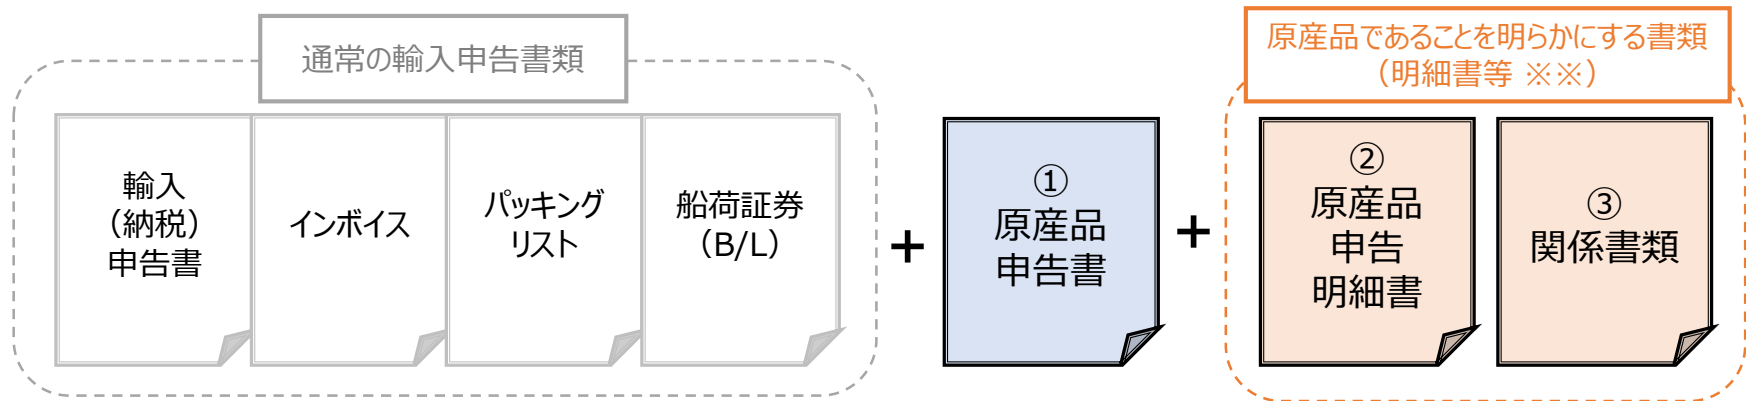 通常の輸入申告書類
輸入
（納税）
申告書
インボイス
パッキング
リスト
船荷証券
（B/L）
+
①
原産品
申告書
+
原産品であることを明らかにする書類
（明細書等 ※※）
②
原産品
申告
明細書
③
関係書類